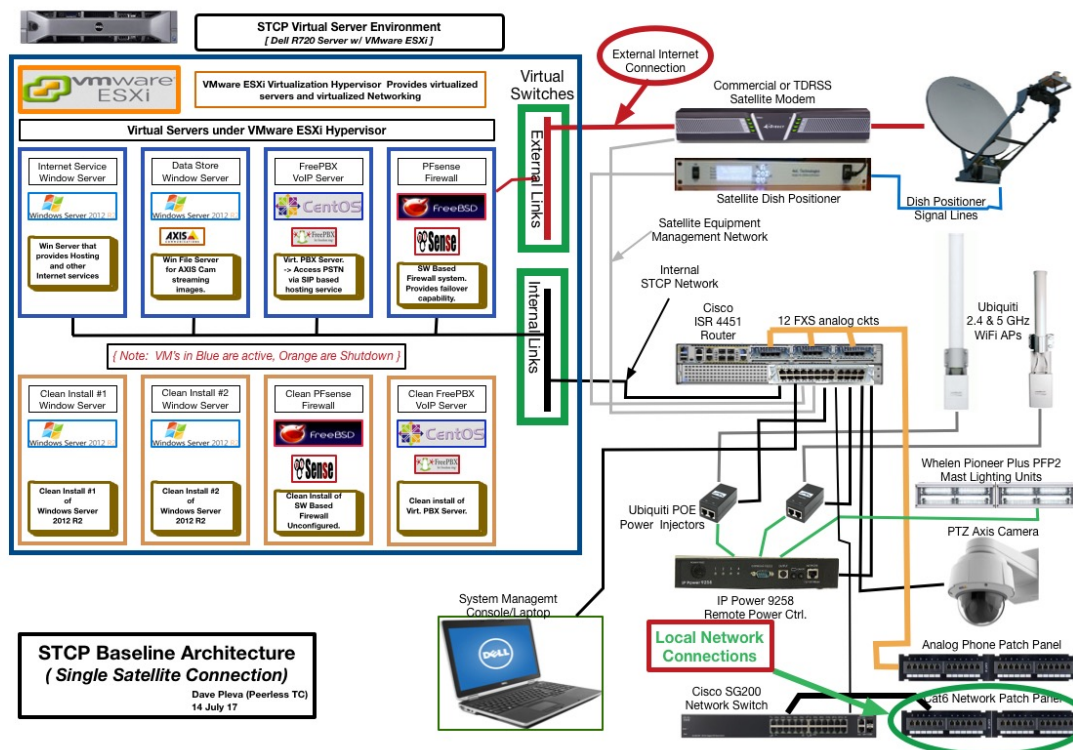 STCP Virtual Server Environment
[ Dell R720 Server w/ VMware ESXi ]
vmware
ESXi
VMware ESXi Virtualization Hypervisor Provides virtualized
servers and virtualized Networking
Virtual
Switches
Virtual Servers under VMware ESXi Hypervisor
External Links
Internal Links
Internet Service
Window Server
Windows Server 2012 R2
Win Server that
provides Hosting
and other
Internet services
Data Store
Window Server
Windows Server 2012 R2
AXIS
COMMUNICATIONS
Win File Server
for AXIS Cam
streaming
images.
FreePBX
VoIP Server
CentOS
FreePBX
Virt. PBX Server.
-> Access PSTN
via SIP based
hosting service
PFsense
Firewall
FreeBSD
Sense
SW Based
Firewall system.
Provides failover
capability.
{ Note: VM's in Blue are active, Orange are Shutdown }
Clean Install #1
Window Server
Windows Server 2012 R2
Clean Install #1
of
Windows Server
2012 R2
Clean Install #2
Window Server
Windows Server 2012 R2
Clean Install #2
of
Windows Server
2012 R2
Clean PFsense
Firewall
FreeBSD
Sense
Clean Install of
SW Based
Firewall
Unconfigured.
Clean FreePBX
VoIP Server
CentOS
FreePBX
Clean install of
Virt. PBX Server.
External Internet
Connection
Commercial or TDRSS
Satellite Modem
Satellite Dish Positioner
Dish Positioner
Signal Lines
Satellite Equipment
Management Network
Internal
STCP Network
Cisco
ISR 4451
Router
12 FXS analog ckts
Ubiquiti
2.4 & 5 GHz
WiFi APs
Ubiquiti POE
Power Injectors
Whelen Pioneer Plus PFP2
Mast Lighting Units
PTZ Axis Camera
IP Power 9258
IP Power 9258
Remote Power Ctrl.
System Managemt
Console/Laptop
DELL
Local Network
Connections
Analog Phone Patch Panel
Cisco SG200
Network Switch
Cat6 Network Patch Panel
STCP Baseline Architecture
( Single Satellite Connection)
Dave Pleva (Peerless TC)
14 July 17